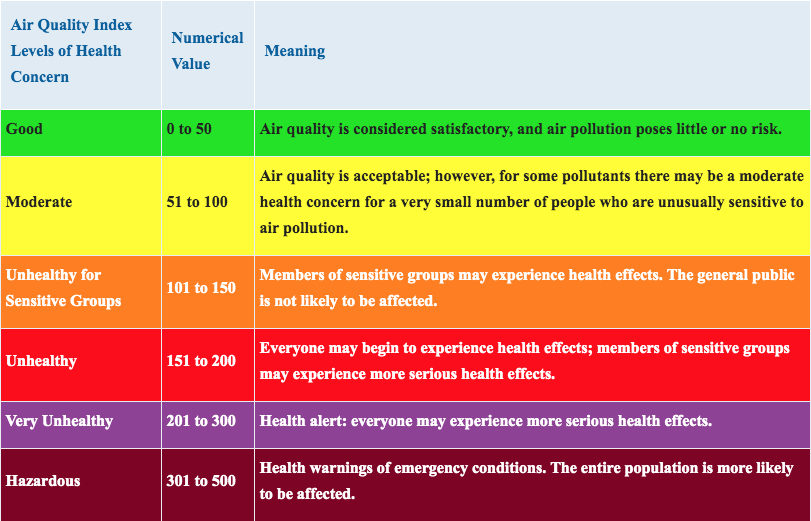 Air Quality Index
Levels of Health
Concern
Numerical
Value
Meaning
Good
0 to 50
Air quality is considered satisfactory, and air pollution poses little or no risk.
Moderate
51 to 100
Air quality is acceptable; however, for some pollutants there may be a moderate
health concern for a very small number of people who are unusually sensitive to
air pollution.
Unhealthy for
Sensitive Groups
101 to 150
Members of sensitive groups may experience health effects. The general public
is not likely to be affected.
Unhealthy
151 to 200
Everyone may begin to experience health effects; members of sensitive groups
may experience more serious health effects.
Very Unhealthy
201 to 300
Health alert: everyone may experience more serious health effects.
Hazardous
301 to 500
Health warnings of emergency conditions. The entire population is more likely
to be affected.